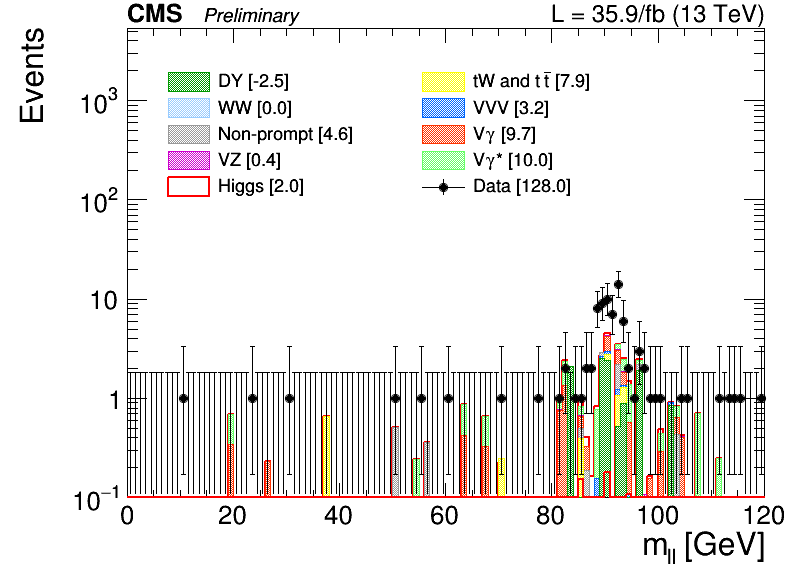 CMS Preliminary L = 35.9/fb (13 TeV)
Events
DY [-2.5]
WW [0.0]
Non-prompt [4.6]
VZ [0.4]
Higgs [2.0]
tW and tt̅ [7.9]
VVV [3.2]
Vγ [9.7]
Vγ* [10.0]
Data [128.0]
10³
10²
10
1
10⁻¹
0 20 40 60 80 100 120
m_ll [GeV]